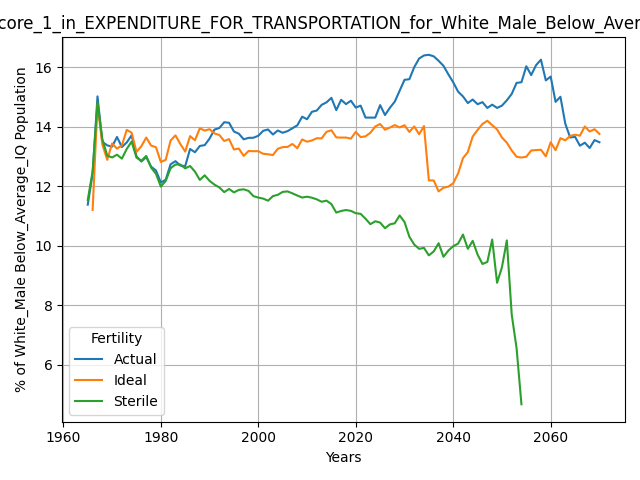 core_1_in_EXPENDITURE_FOR_TRANSPORTATION_for_White_Male_Below_Aver
% of White_Male Below_Average_IQ Population
16
14
12
10
8
6
Fertility
Actual
Ideal
Sterile
1960
1980
2000
2020
2040
2060
Years